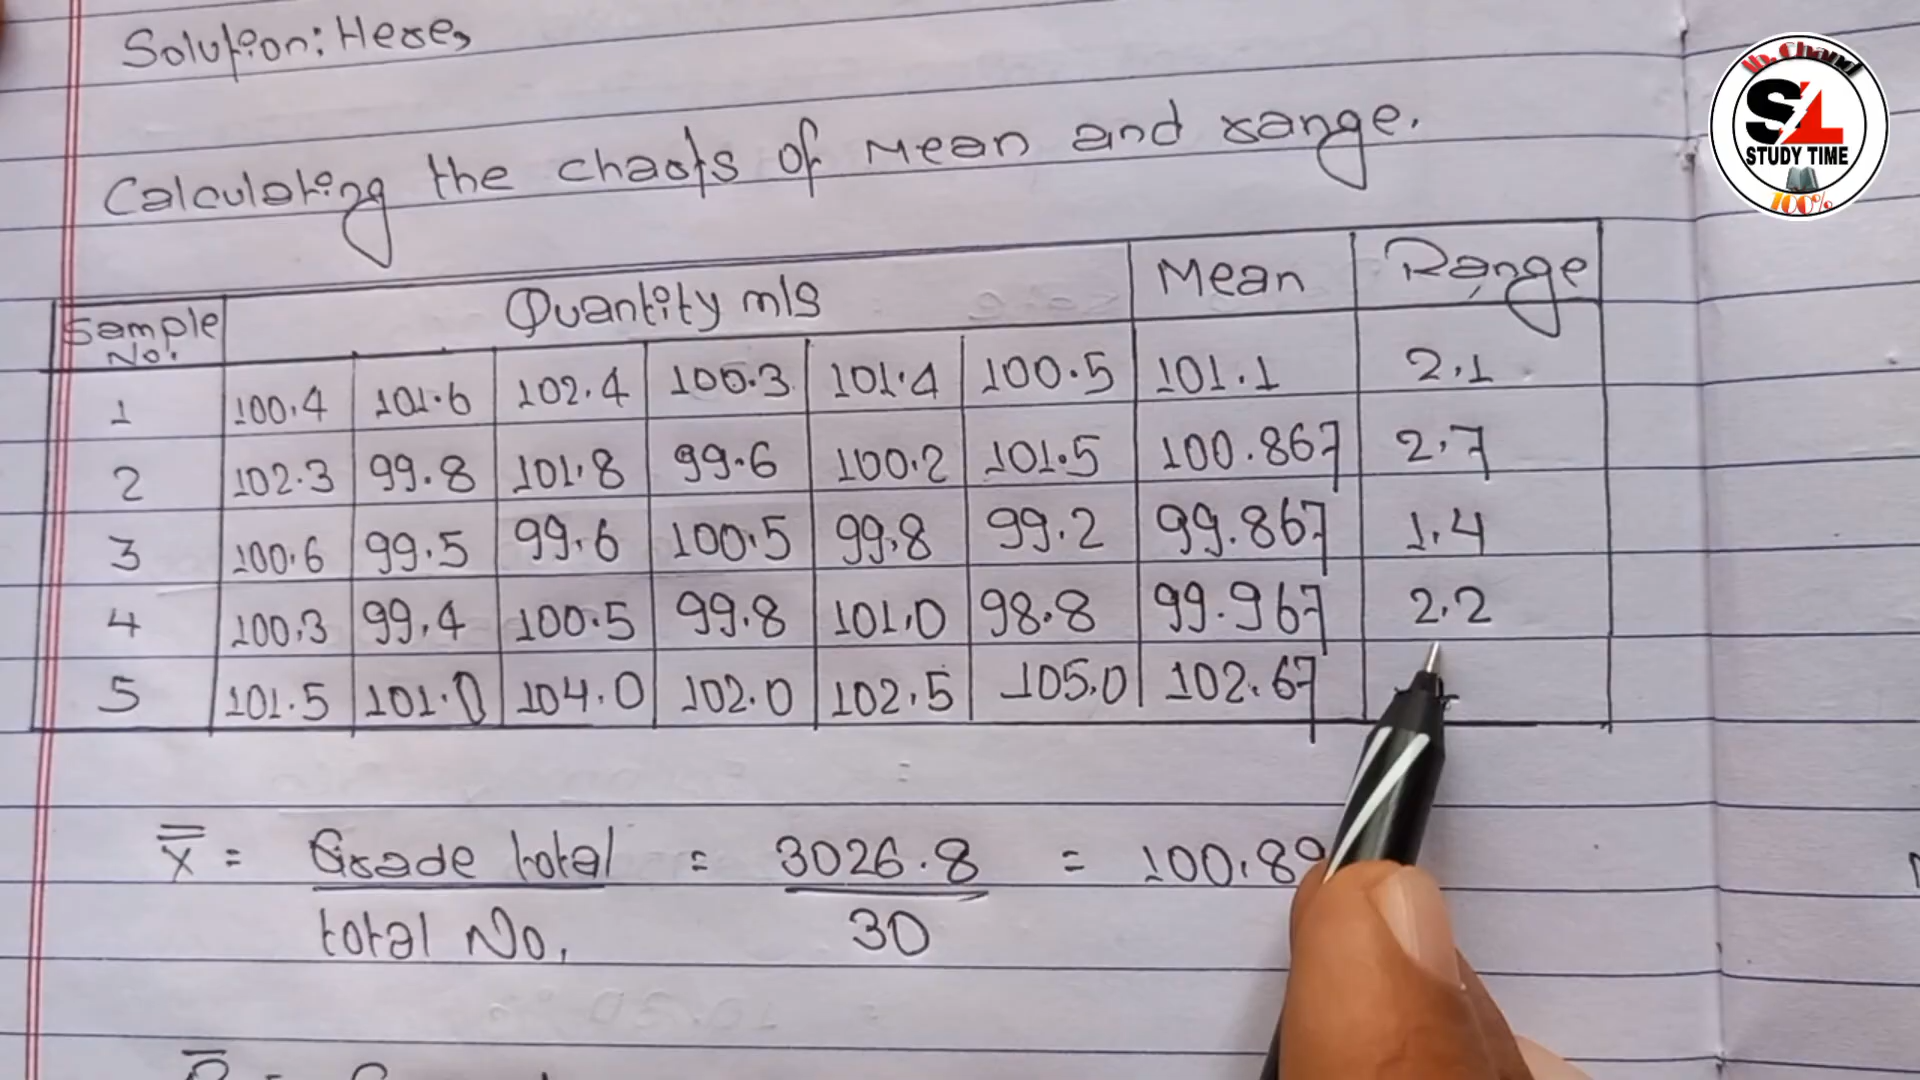 Solution: Here,
Calculating the charts of Mean and range.
Sample No. Quantity mls Mean Range
1 100.4 101.6 102.4 100.3 101.4 100.5 101.1 2.1
2 102.3 99.8 101.8 99.6 100.2 101.5 100.867 2.7
3 100.6 99.5 99.6 100.5 99.8 99.2 99.867 1.4
4 100.3 99.4 100.5 99.8 101.0 98.8 99.967 2.2
5 101.5 101.0 104.0 102.0 102.5 105.0 102.67
X̿ = Grade total = 3026.8 = 100.89
total No. 30
Chand
SL
STUDY TIME
100%